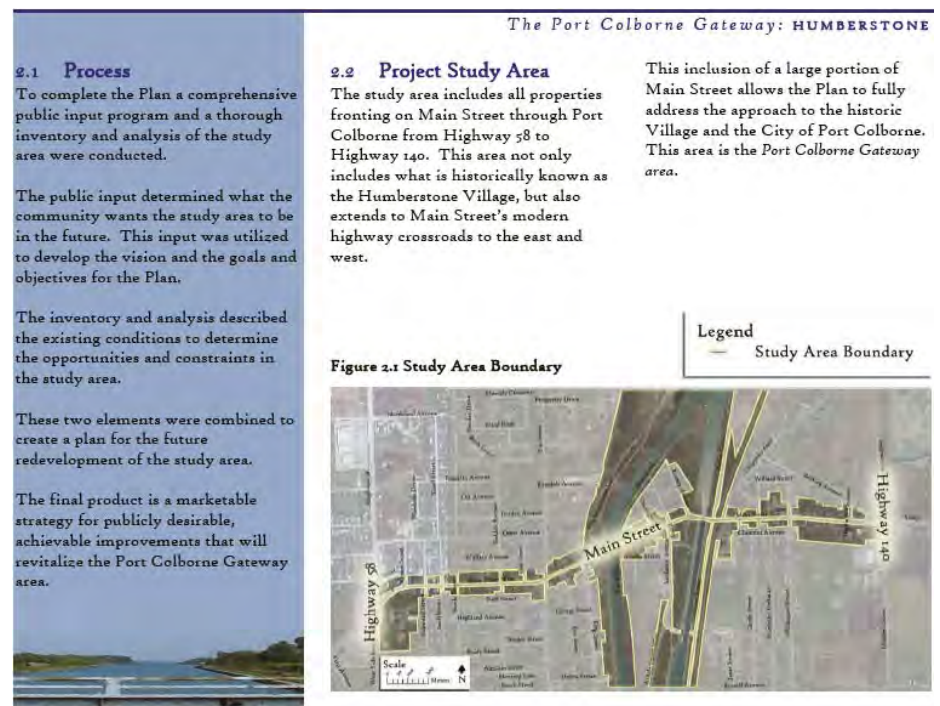 The Port Colborne Gateway: HUMBERSTONE
2.1 Process
To complete the Plan a comprehensive
public input program and a thorough
inventory and analysis of the study
area were conducted.
The public input determined what the
community wants the study area to be
in the future. This input was utilized
to develop the vision and the goals and
objectives for the Plan.
The inventory and analysis described
the existing conditions to determine
the opportunities and constraints in
the study area.
These two elements were combined to
create a plan for the future
redevelopment of the study area.
The final product is a marketable
strategy for publicly desirable,
achievable improvements that will
revitalize the Port Colborne Gateway
area.
2.2 Project Study Area
The study area includes all properties
fronting on Main Street through Port
Colborne from Highway 58 to
Highway 140. This area not only
includes what is historically known as
the Humberstone Village, but also
extends to Main Street's modern
highway crossroads to the east and
west.
This inclusion of a large portion of
Main Street allows the Plan to fully
address the approach to the historic
Village and the City of Port Colborne.
This area is the Port Colborne Gateway
area.
Legend
Study Area Boundary
Figure 2.1 Study Area Boundary
Main Street
Highway 58
Highway 140
Scale
N